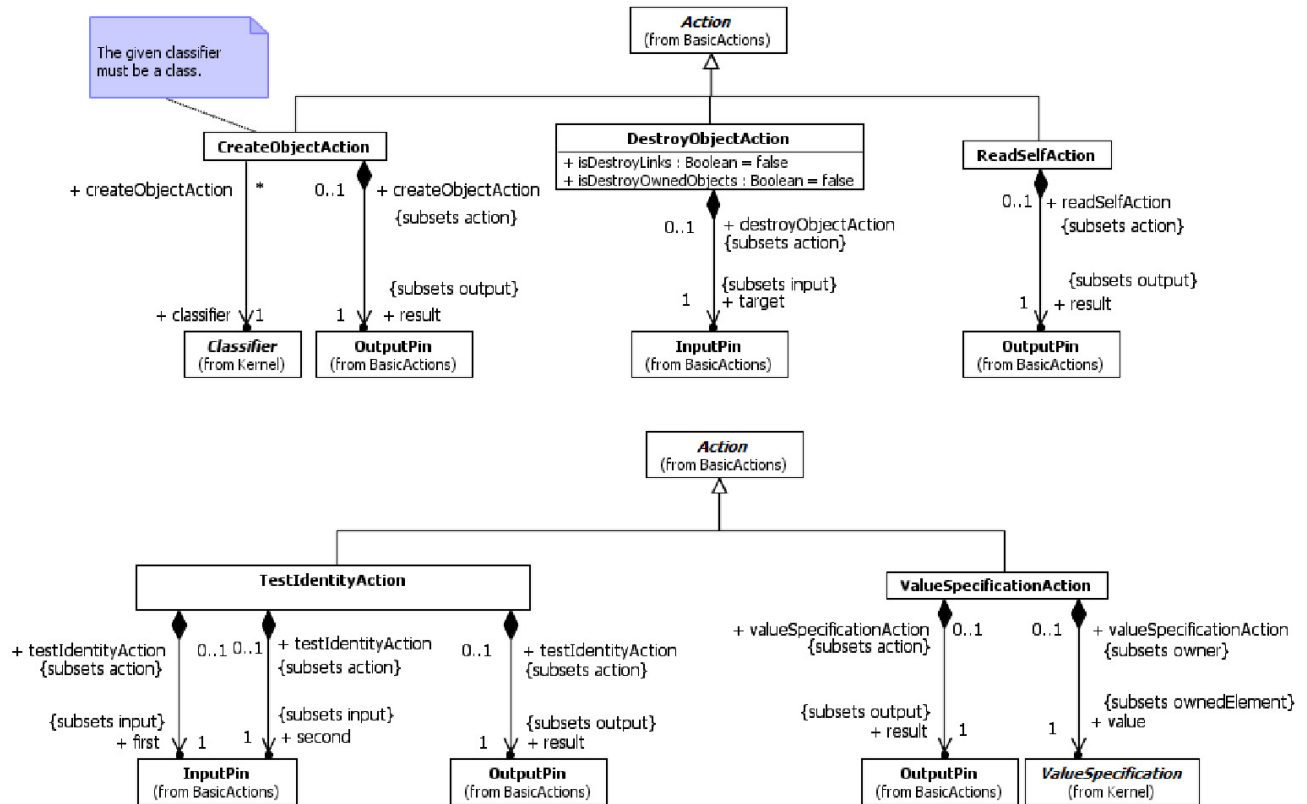 Action
(from BasicActions)
The given classifier
must be a class.
CreateObjectAction
DestroyObjectAction
+ isDestroyLinks : Boolean = false
+ isDestroyOwnedObjects : Boolean = false
ReadSelfAction
+ createObjectAction
*
0..1
+ createObjectAction
{subsets action}
0..1
+ destroyObjectAction
{subsets action}
0..1
+ readSelfAction
{subsets action}
+ classifier
1
{subsets output}
1
+ result
{subsets input}
1
+ target
{subsets output}
1
+ result
Classifier
(from Kernel)
OutputPin
(from BasicActions)
InputPin
(from BasicActions)
OutputPin
(from BasicActions)
Action
(from BasicActions)
TestIdentityAction
ValueSpecificationAction
+ testIdentityAction
{subsets action}
0..1
0..1
+ testIdentityAction
{subsets action}
0..1
+ testIdentityAction
{subsets action}
+ valueSpecificationAction
{subsets action}
0..1
0..1
+ valueSpecificationAction
{subsets owner}
{subsets input}
+ first
1
{subsets input}
1
+ second
{subsets output}
1
+ result
{subsets output}
+ result
1
{subsets ownedElement}
1
+ value
InputPin
(from BasicActions)
OutputPin
(from BasicActions)
OutputPin
(from BasicActions)
ValueSpecification
(from Kernel)